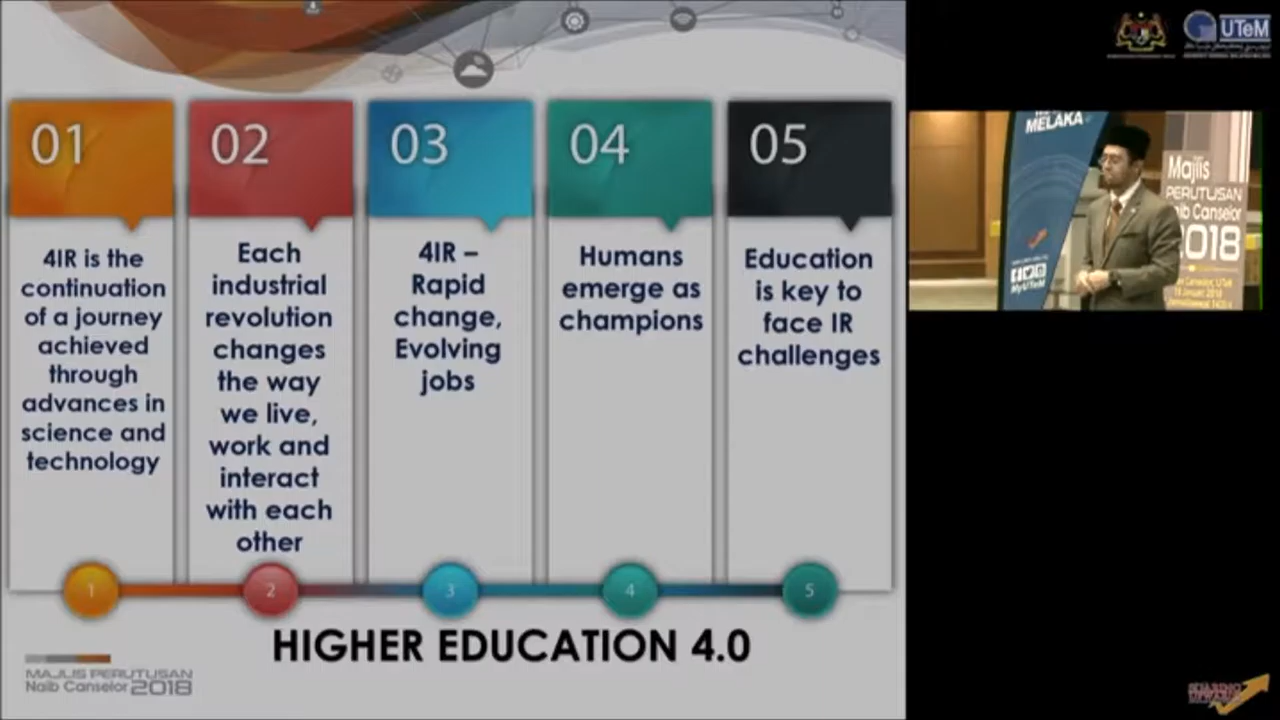 01
4IR is the
continuation
of a journey
achieved
through
advances in
science and
technology
02
Each
industrial
revolution
changes
the way
we live,
work and
interact
with each
other
03
4IR –
Rapid
change,
Evolving
jobs
04
Humans
emerge as
champions
05
Education
is key to
face IR
challenges
1
2
3
4
5
HIGHER EDUCATION 4.0
MAJLIS PERUTUSAN
Naib Canselor 2018
UTeM
MELAKA
MyUTeM
Majlis
PERUTUSAN
Naib Canselor
2018